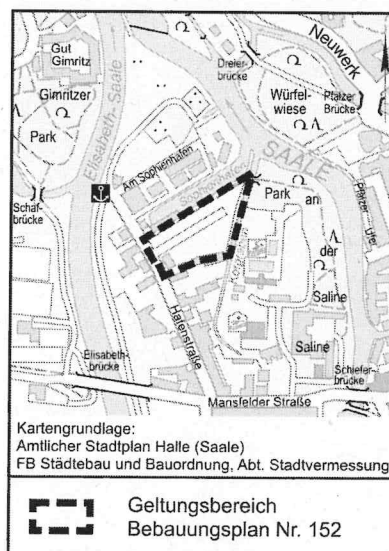 Gut
Gimritz
Gimritzer
Park
Elisabeth-Saale
Dreier-
brücke
Neuwerk
Würfel-
wiese
Pfälzer
Brücke
SAALE
Am Sophienhafen
Pfälzer Ufer
Schaf-
brücke
Park
an
der
Saline
Hafenstraße
Saline
Elisabeth-
brücke
Schiefer-
brücke
Mansfelder Straße
Kartengrundlage:
Amtlicher Stadtplan Halle (Saale)
FB Städtebau und Bauordnung, Abt. Stadtvermessung
Geltungsbereich
Bebauungsplan Nr. 152